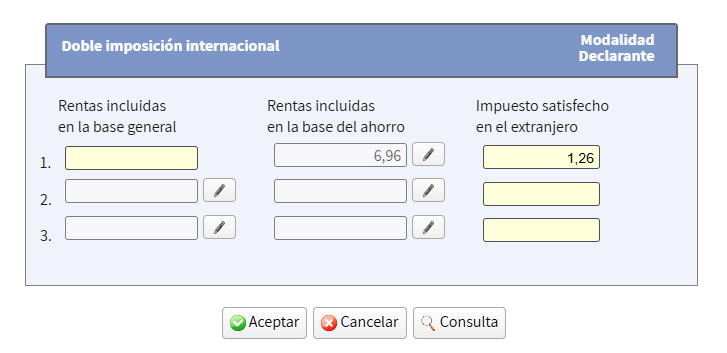 Doble imposición internacional
Modalidad
Declarante
Rentas incluidas
en la base general
Rentas incluidas
en la base del ahorro
Impuesto satisfecho
en el extranjero
1.
6,96
1,26
2.
3.
Aceptar
Cancelar
Consulta